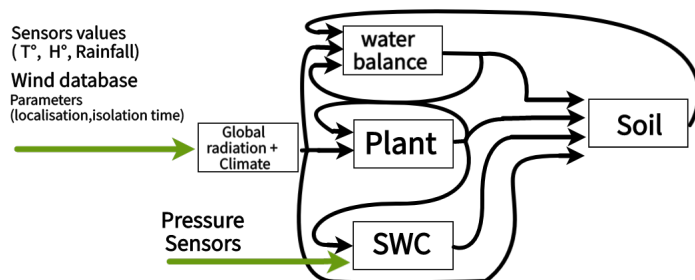 Sensors values
( T°, H°, Rainfall)
Wind database
Parameters
(localisation,isolation time)
Global
radiation +
Climate
water
balance
Plant
Soil
Pressure
Sensors
SWC